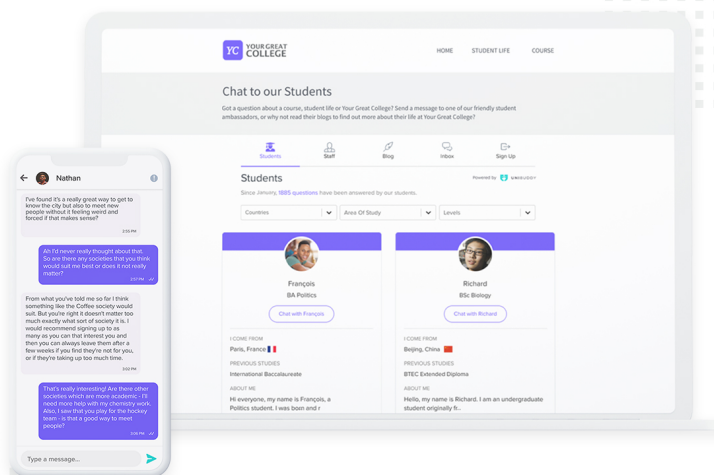 YC YOUR GREAT
COLLEGE
HOME STUDENT LIFE COURSE
Chat to our Students
Got a question about a course, student life or Your Great College? Send a message to one of our friendly student
ambassadors, or why not read their blogs to find out more about their life at Your Great College?
Students Staff Blog Inbox Sign Up
Students
Powered by
Since January, 1885 questions have been answered by our students.
Countries Area Of Study Levels
François Richard
BA Politics BSc Biology
Chat with François Chat with Richard
I COME FROM I COME FROM
Paris, France Beijing, China
PREVIOUS STUDIES PREVIOUS STUDIES
International Baccalaureate BTEC Extended Diploma
ABOUT ME ABOUT ME
Hi everyone, my name is François, a Hello, my name is Richard. I am an undergraduate
Politics student. I was born and r student originally fr...
Nathan
I've found it's a really great way to get to
know the city but also to meet new
people without it feeling weird and
forced if that makes sense?
2:55 PM
Ah I'd never really thought about that.
So are there any societies that you think
would suit me best or does it not really
matter?
2:57 PM
From what you've told me so far I think
something like the Coffee society would
suit. But you're right it doesn't matter too
much exactly what sort of society it is. I
would recommend signing up to as
many as you can that interest you and
then you can always leave them after a
few weeks if you find they're not for you,
or if they're taking up too much time.
3:02 PM
That's really interesting! Are there other
societies which are more academic - I'll
need more help with my chemistry work.
Also, I saw that you play for the hockey
team - is that a good way to meet
people?
3:06 PM
Type a message...